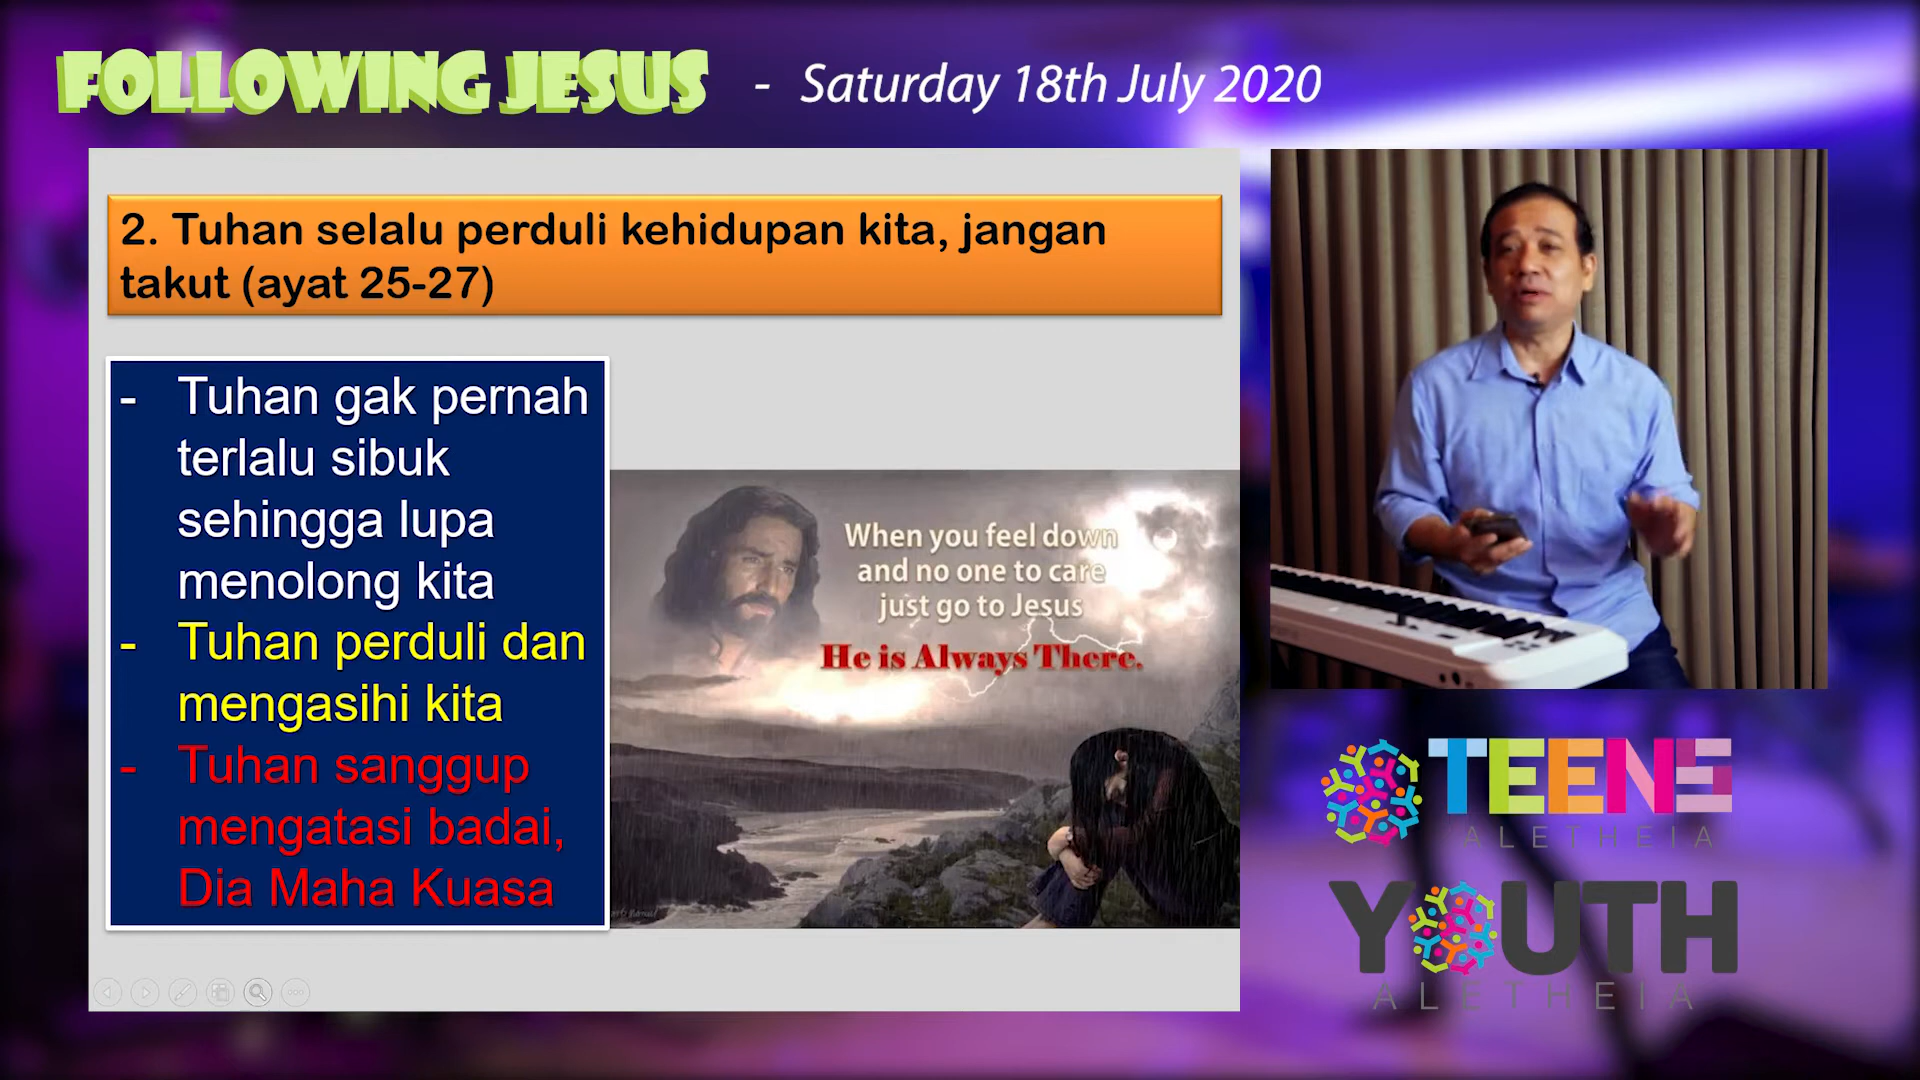 FOLLOWING JESUS - Saturday 18th July 2020
2. Tuhan selalu perduli kehidupan kita, jangan
takut (ayat 25-27)
- Tuhan gak pernah
terlalu sibuk
sehingga lupa
menolong kita
- Tuhan perduli dan
mengasihi kita
- Tuhan sanggup
mengatasi badai,
Dia Maha Kuasa
When you feel down
and no one to care
just go to Jesus
He is Always There.
TEENS
ALETHEIA
YOUTH
ALETHEIA